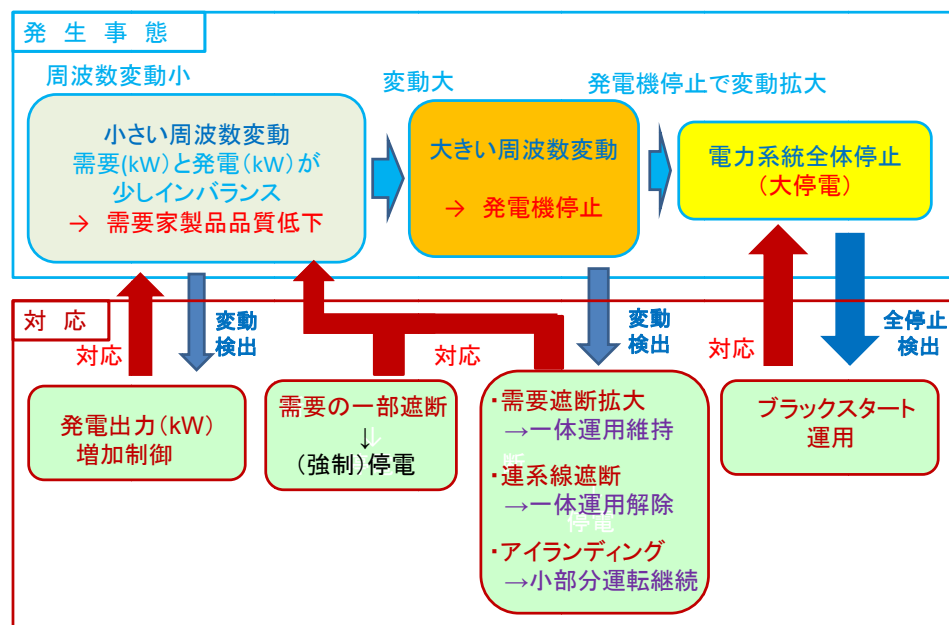 発 生 事 態
周波数変動小
変動大
発電機停止で変動拡大
小さい周波数変動
需要(kW)と発電(kW)が
少しインバランス
→ 需要家製品品質低下
大きい周波数変動
→ 発電機停止
電力系統全体停止
(大停電)
対 応
対応
変動
検出
対応
変動
検出
対応
全停止
検出
発電出力(kW)
増加制御
需要の一部遮断
↓
(強制)停電
・需要遮断拡大
→一体運用維持
・連系線遮断
→一体運用解除
・アイランディング
→小部分運転継続
断
停電
ブラックスタート
運用